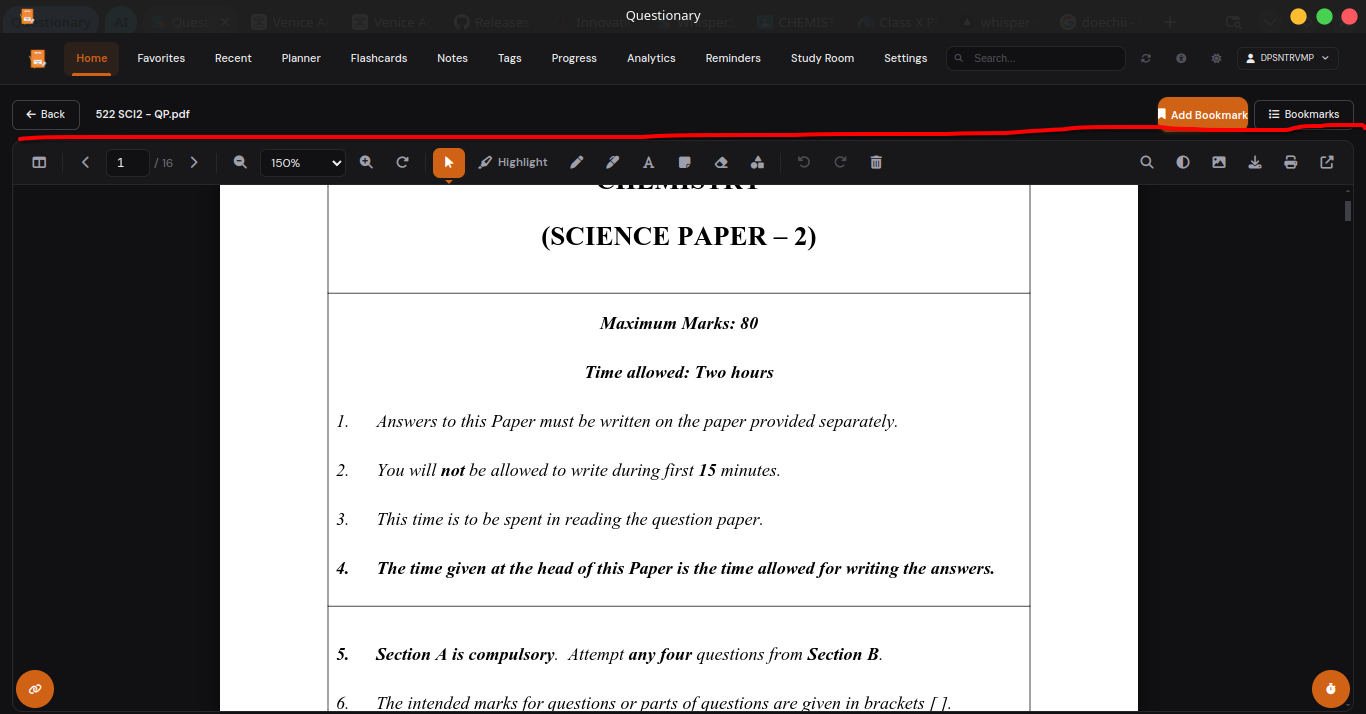 Questionary
Home Favorites Recent Planner Flashcards Notes Tags Progress Analytics Reminders Study Room Settings Search... DPSNTRVMP
Back 522 SCI2 - QP.pdf Add Bookmark Bookmarks
1 / 16 150% Highlight
CHEMISTRY
(SCIENCE PAPER – 2)
Maximum Marks: 80
Time allowed: Two hours
1. Answers to this Paper must be written on the paper provided separately.
2. You will not be allowed to write during first 15 minutes.
3. This time is to be spent in reading the question paper.
4. The time given at the head of this Paper is the time allowed for writing the answers.
5. Section A is compulsory. Attempt any four questions from Section B.
6. The intended marks for questions or parts of questions are given in brackets [ ].